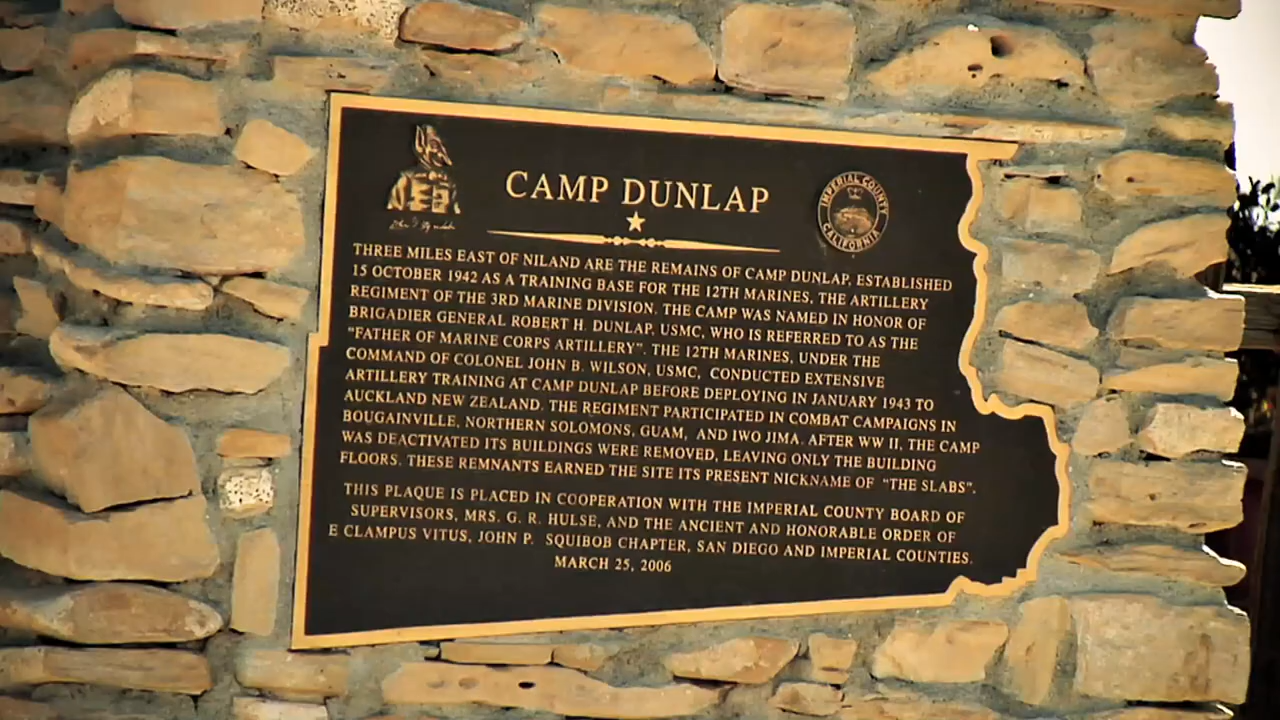 CAMP DUNLAP
IMPERIAL COUNTY
CALIFORNIA
THREE MILES EAST OF NILAND ARE THE REMAINS OF CAMP DUNLAP, ESTABLISHED
15 OCTOBER 1942 AS A TRAINING BASE FOR THE 12TH MARINES, THE ARTILLERY
REGIMENT OF THE 3RD MARINE DIVISION. THE CAMP WAS NAMED IN HONOR OF
BRIGADIER GENERAL ROBERT H. DUNLAP, USMC, WHO IS REFERRED TO AS THE
"FATHER OF MARINE CORPS ARTILLERY". THE 12TH MARINES, UNDER THE
COMMAND OF COLONEL JOHN B. WILSON, USMC, CONDUCTED EXTENSIVE
ARTILLERY TRAINING AT CAMP DUNLAP BEFORE DEPLOYING IN JANUARY 1943 TO
AUCKLAND NEW ZEALAND. THE REGIMENT PARTICIPATED IN COMBAT CAMPAIGNS IN
BOUGAINVILLE, NORTHERN SOLOMONS, GUAM, AND IWO JIMA. AFTER WW II, THE CAMP
WAS DEACTIVATED ITS BUILDINGS WERE REMOVED, LEAVING ONLY THE BUILDING
FLOORS. THESE REMNANTS EARNED THE SITE ITS PRESENT NICKNAME OF "THE SLABS".
THIS PLAQUE IS PLACED IN COOPERATION WITH THE IMPERIAL COUNTY BOARD OF
SUPERVISORS, MRS. G. R. HULSE, AND THE ANCIENT AND HONORABLE ORDER OF
E CLAMPUS VITUS, JOHN P. SQUIBOB CHAPTER, SAN DIEGO AND IMPERIAL COUNTIES.
MARCH 25, 2006